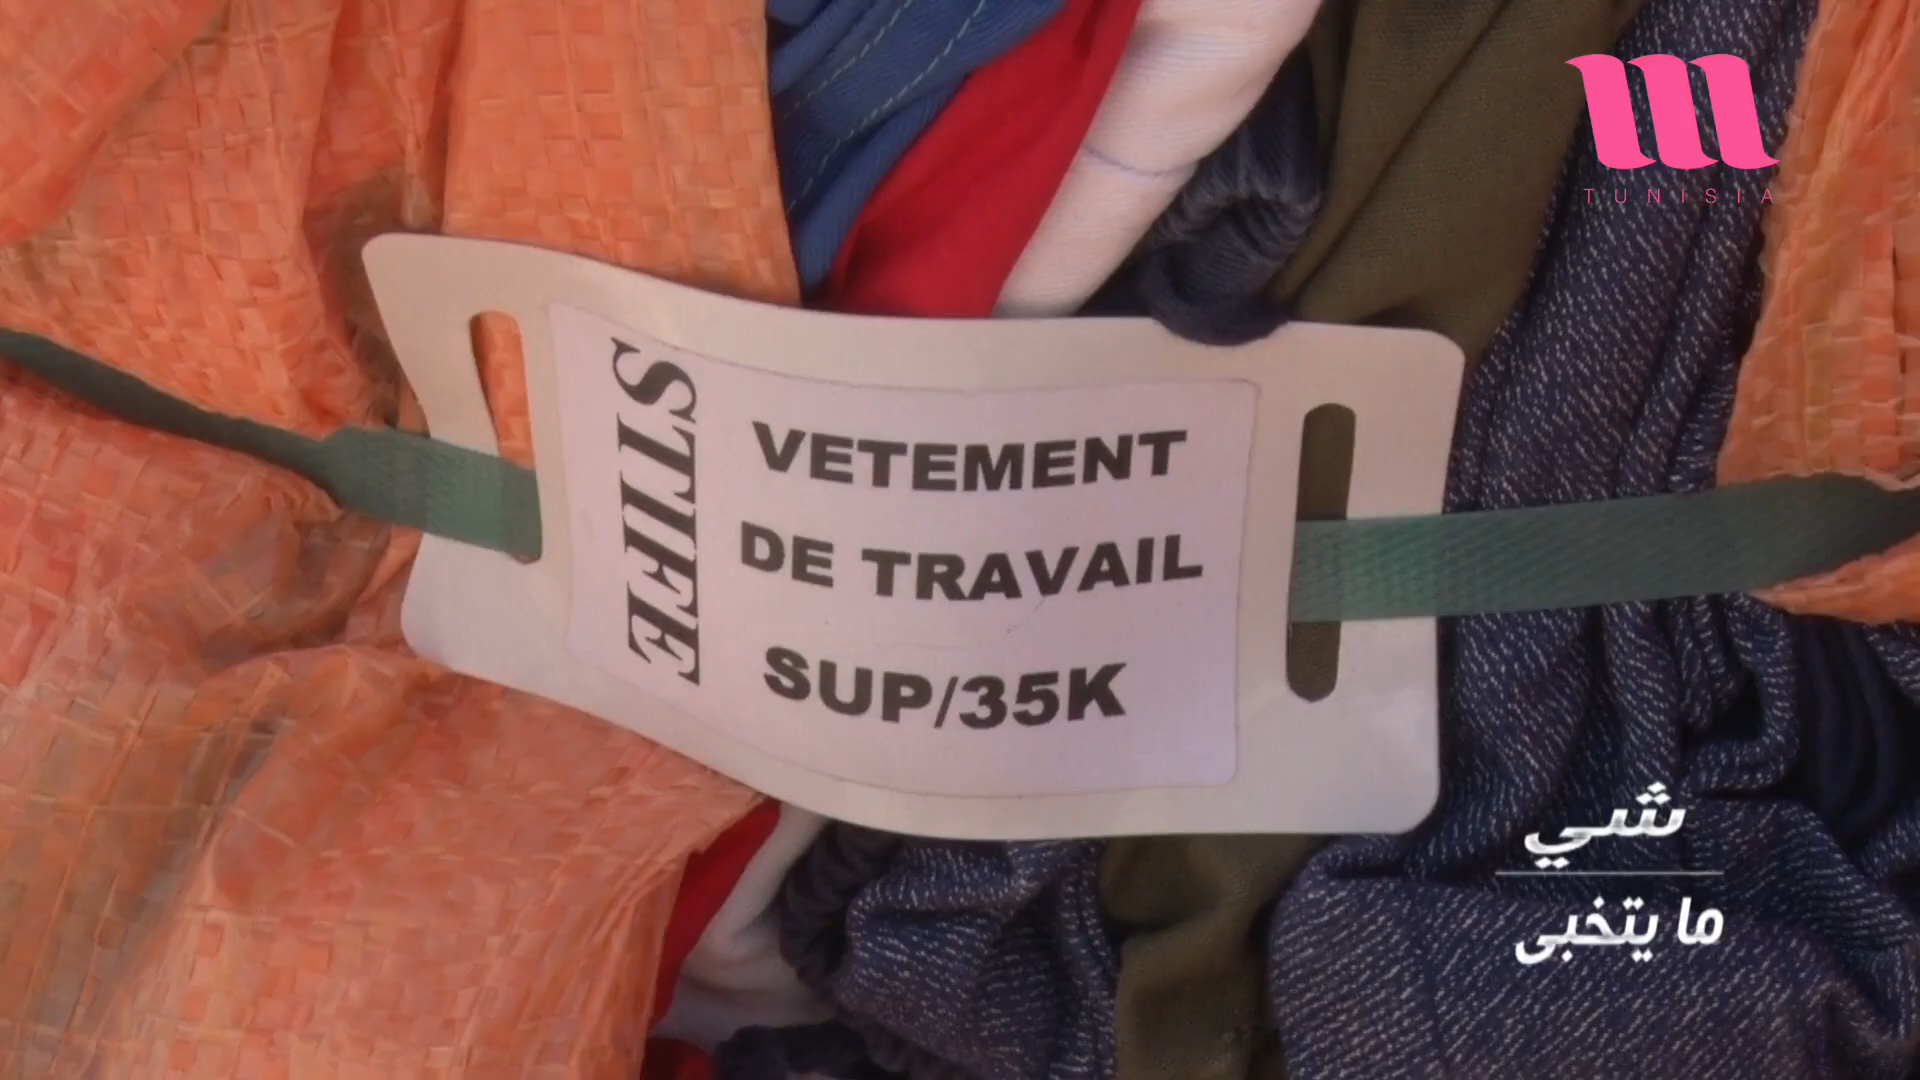 TUNISIA
STIFE
VETEMENT
DE TRAVAIL
SUP/35K
شي
ما يتخبى